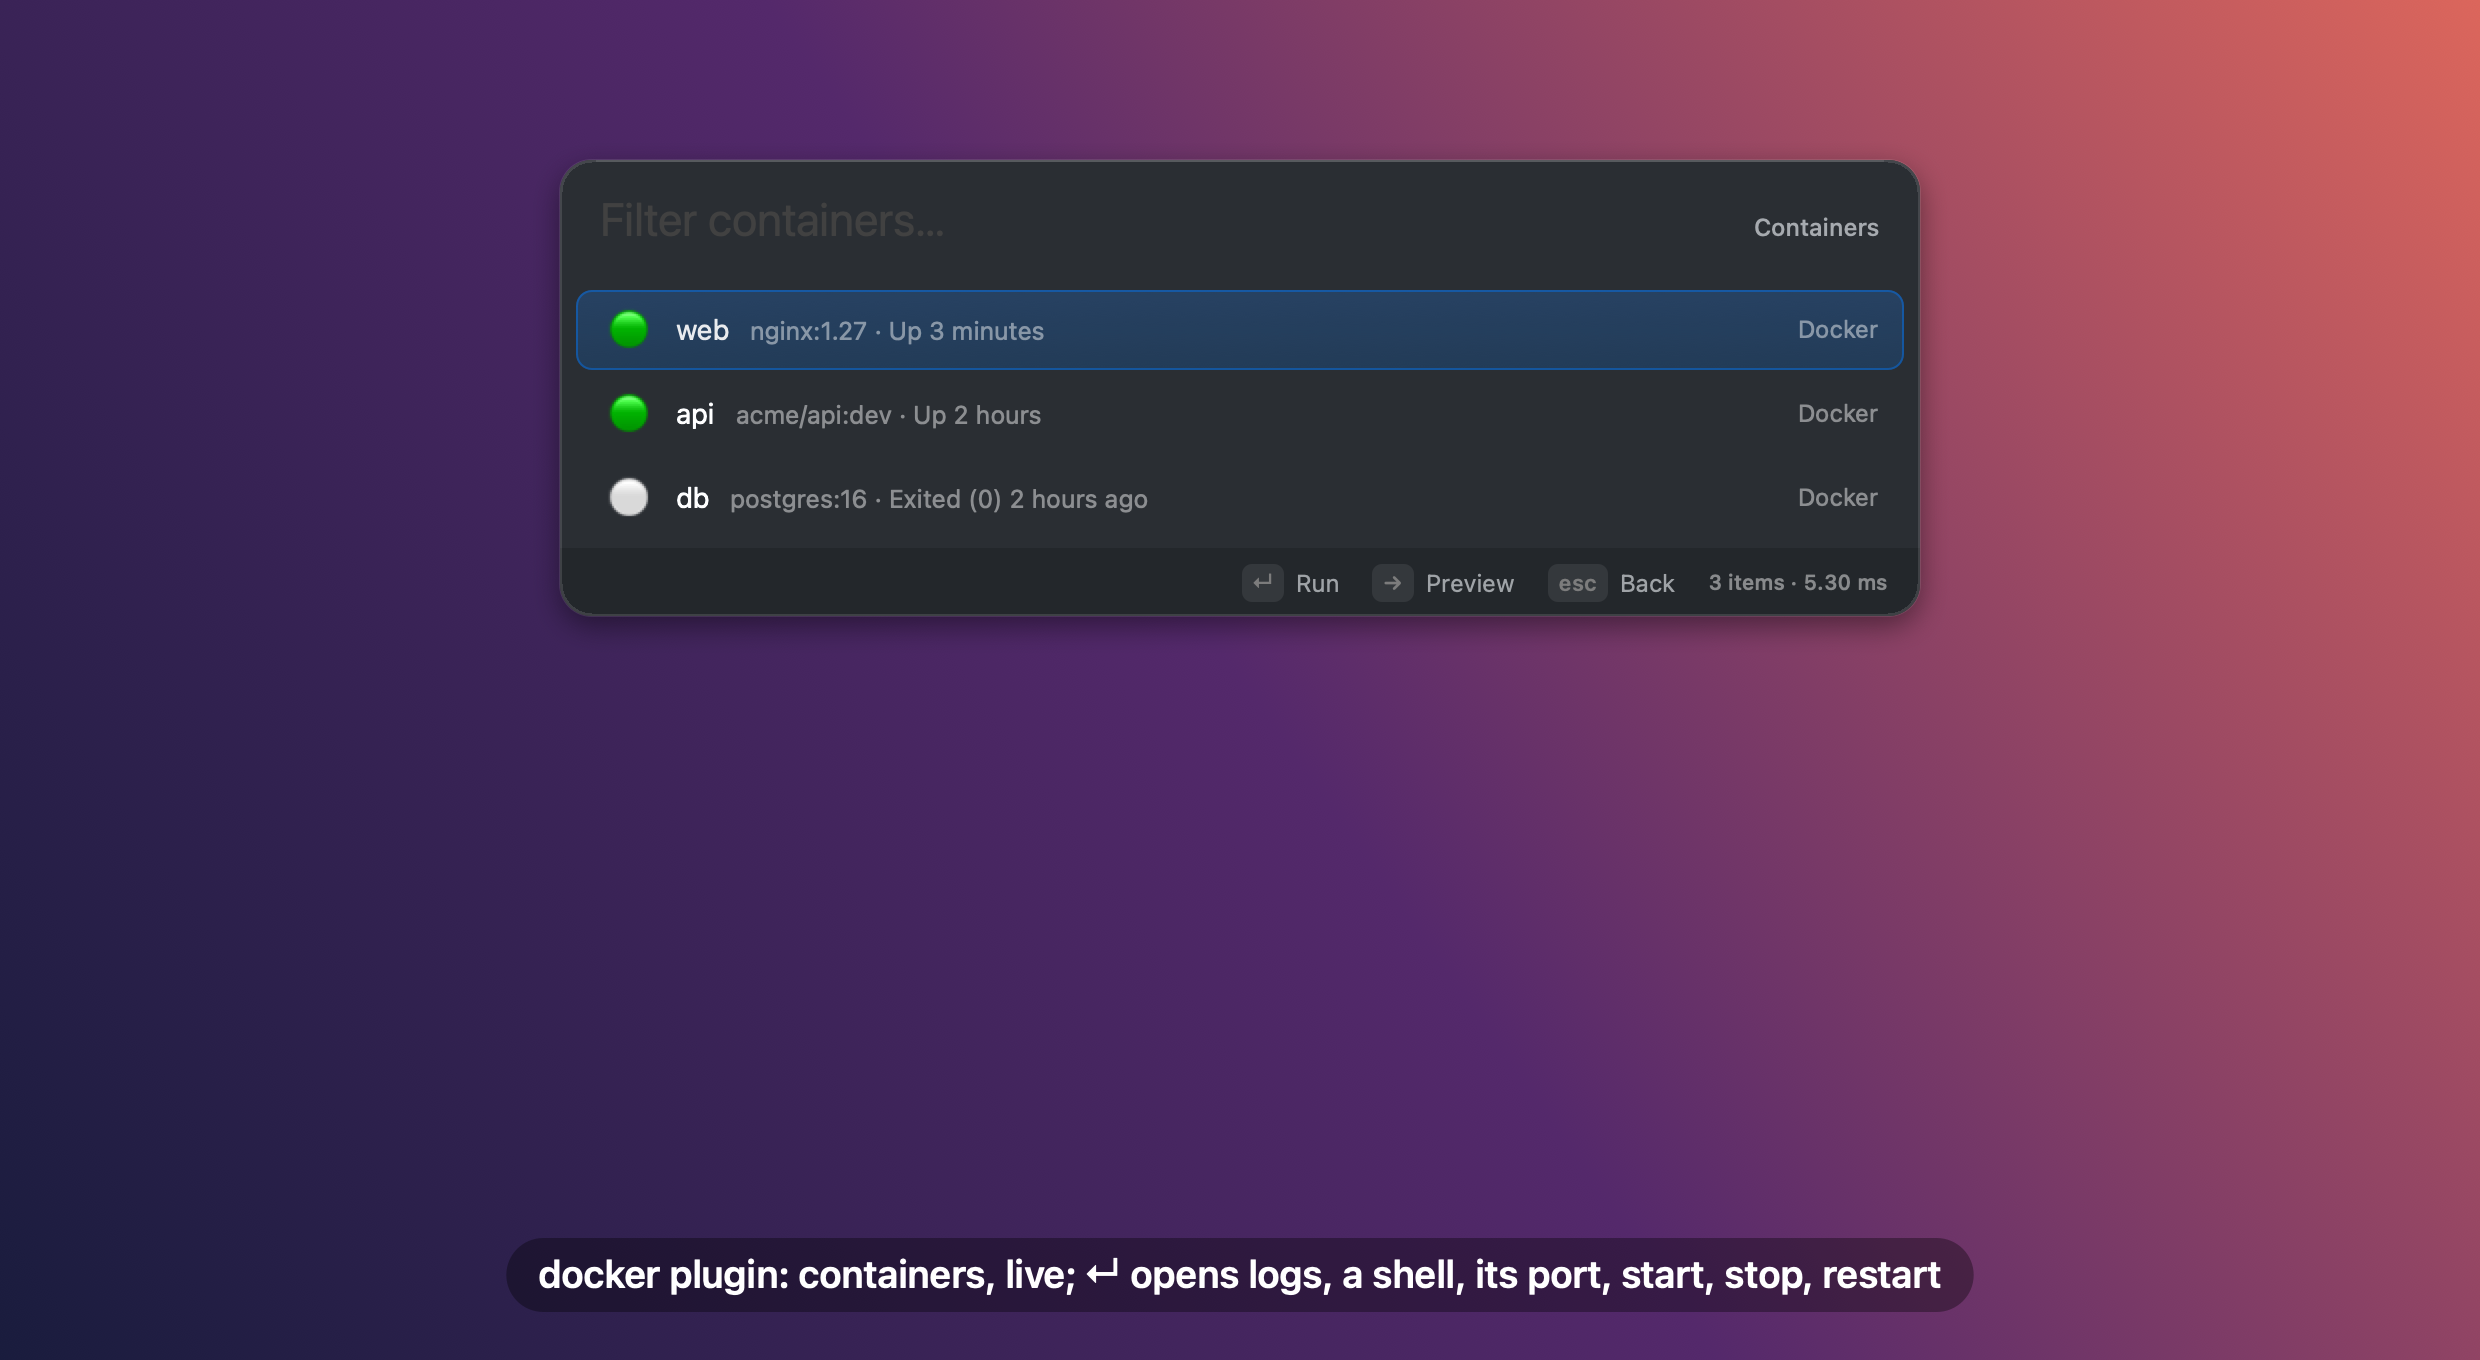 Filter containers...
Containers
web nginx:1.27 · Up 3 minutes Docker
api acme/api:dev · Up 2 hours Docker
db postgres:16 · Exited (0) 2 hours ago Docker
↵ Run → Preview esc Back 3 items · 5.30 ms
docker plugin: containers, live; ↵ opens logs, a shell, its port, start, stop, restart